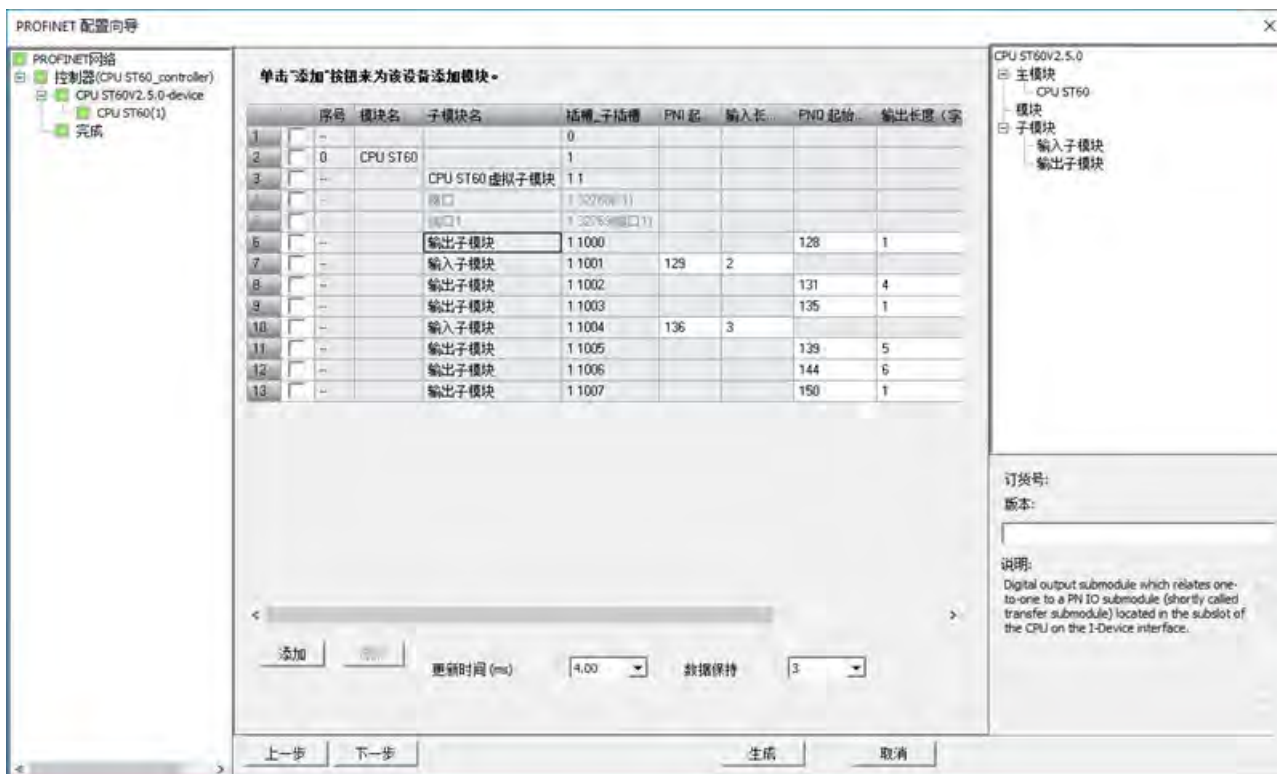 PROFINET 配置向导
PROFINET网络
控制器(CPU ST60_controller)
CPU ST60V2.5.0-device
CPU ST60(1)
完成
单击"添加"按钮来为该设备添加模块。
序号 模块名 子模块名 插槽_子插槽 PNI 起... 输入长... PNQ 起始... 输出长度 (字
1 -- 0
2 0 CPU ST60 1
3 -- CPU ST60 虚拟子模块 1 1
6 -- 输出子模块 1 1000 128 1
7 -- 输入子模块 1 1001 129 2
8 -- 输出子模块 1 1002 131 4
9 -- 输出子模块 1 1003 135 1
10 -- 输入子模块 1 1004 136 3
11 -- 输出子模块 1 1005 139 5
12 -- 输出子模块 1 1006 144 6
13 -- 输出子模块 1 1007 150 1
添加
更新时间 (ms) 4.00 数据保持 3
上一步 下一步 生成 取消
CPU ST60V2.5.0
主模块
CPU ST60
模块
子模块
输入子模块
输出子模块
订货号:
版本:
说明:
Digital output submodule which relates one-
to-one to a PN IO submodule (shortly called
transfer submodule) located in the subslot of
the CPU on the I-Device interface.